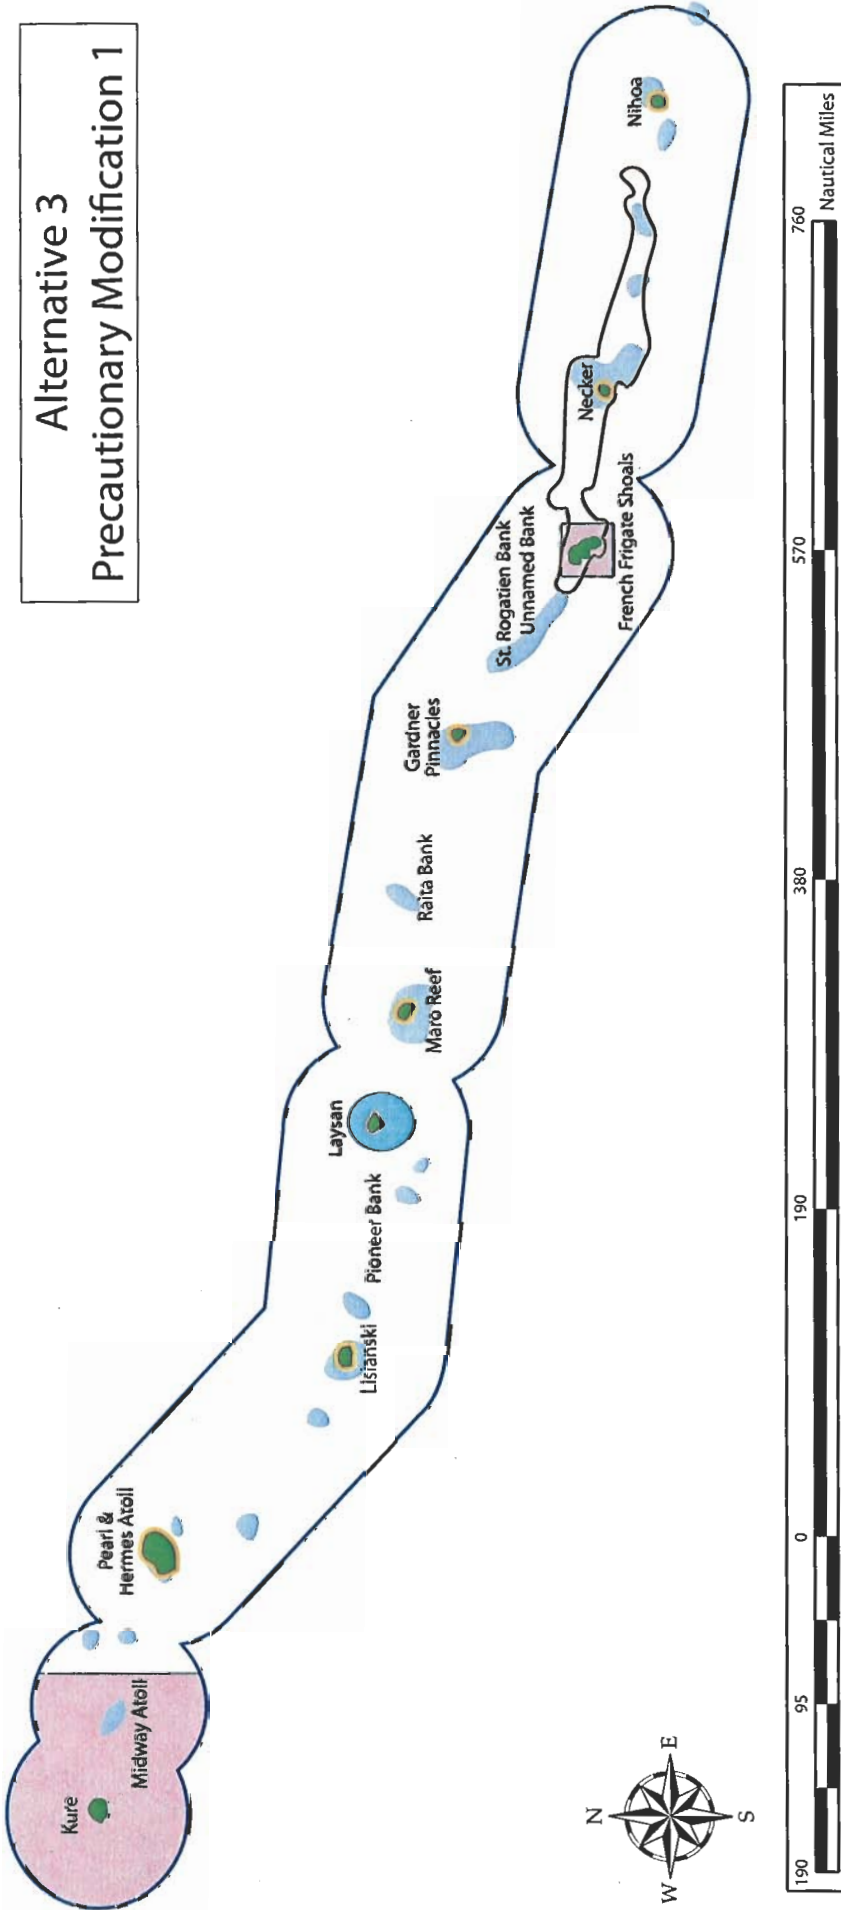 Alternative 3
Precautionary Modification 1
Kure
Midway Atoll
Pearl &
Hermes Atoll
Lisianski
Pioneer Bank
Laysan
Maro Reef
Raita Bank
Gardner
Pinnacles
St. Rogatien Bank
Unnamed Bank
French Frigate Shoals
Necker
Nihoa
N
W
E
S
190
95
0
190
380
570
760
Nautical Miles